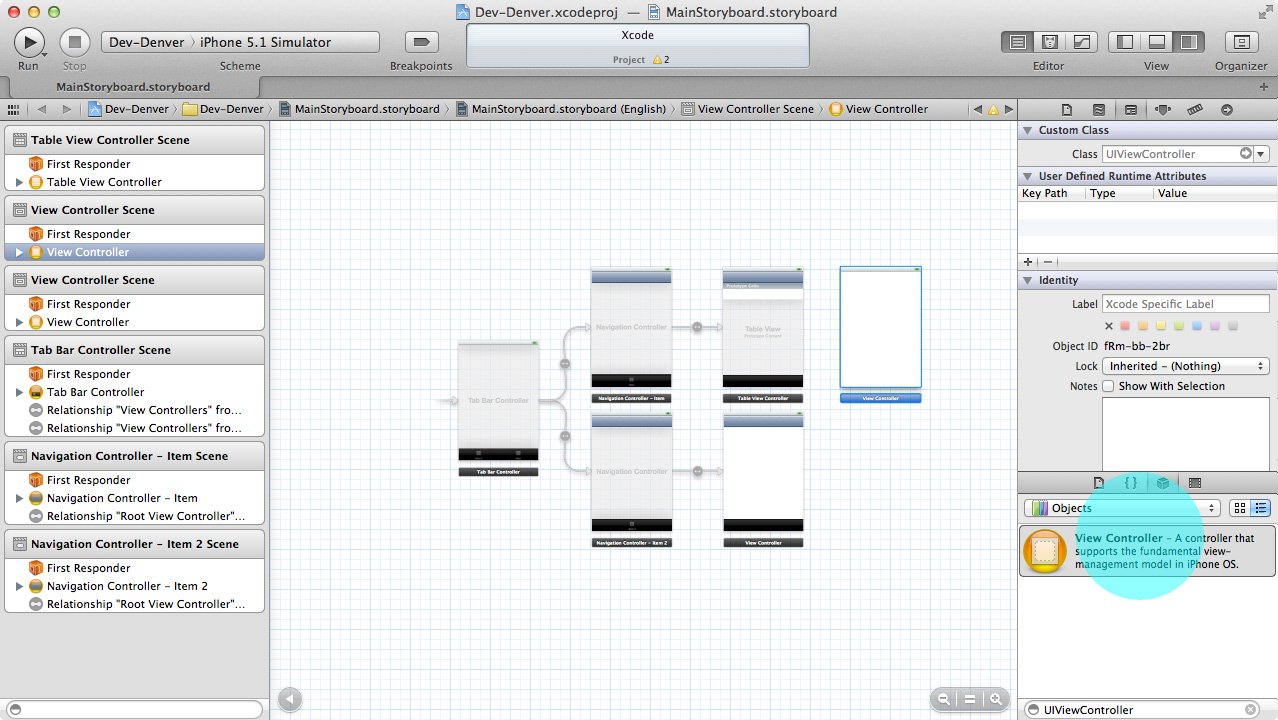 Dev-Denver.xcodeproj — MainStoryboard.storyboard
Run
Stop
Dev-Denver > iPhone 5.1 Simulator
Scheme
Breakpoints
Xcode
Project 2
Editor
View
Organizer
MainStoryboard.storyboard
Dev-Denver
Dev-Denver
MainStoryboard.storyboard
MainStoryboard.storyboard (English)
View Controller Scene
View Controller
Table View Controller Scene
First Responder
Table View Controller
View Controller Scene
First Responder
View Controller
View Controller Scene
First Responder
View Controller
Tab Bar Controller Scene
First Responder
Tab Bar Controller
Relationship "View Controllers" fro...
Relationship "View Controllers" fro...
Navigation Controller – Item Scene
First Responder
Navigation Controller – Item
Relationship "Root View Controller"...
Navigation Controller – Item 2 Scene
First Responder
Navigation Controller – Item 2
Relationship "Root View Controller"...
Tab Bar Controller
Tab Bar Controller
Navigation Controller
Navigation Controller – Item
Prototype Cells
Table View
Prototype Content
Table View Controller
View Controller
Navigation Controller
Navigation Controller – Item 2
View Controller
Custom Class
Class UIViewController
User Defined Runtime Attributes
Key Path Type Value
Identity
Label Xcode Specific Label
Object ID fRm-bb-2br
Lock Inherited – (Nothing)
Notes Show With Selection
{ }
Objects
View Controller – A controller that
supports the fundamental view-
management model in iPhone OS.
UIViewController